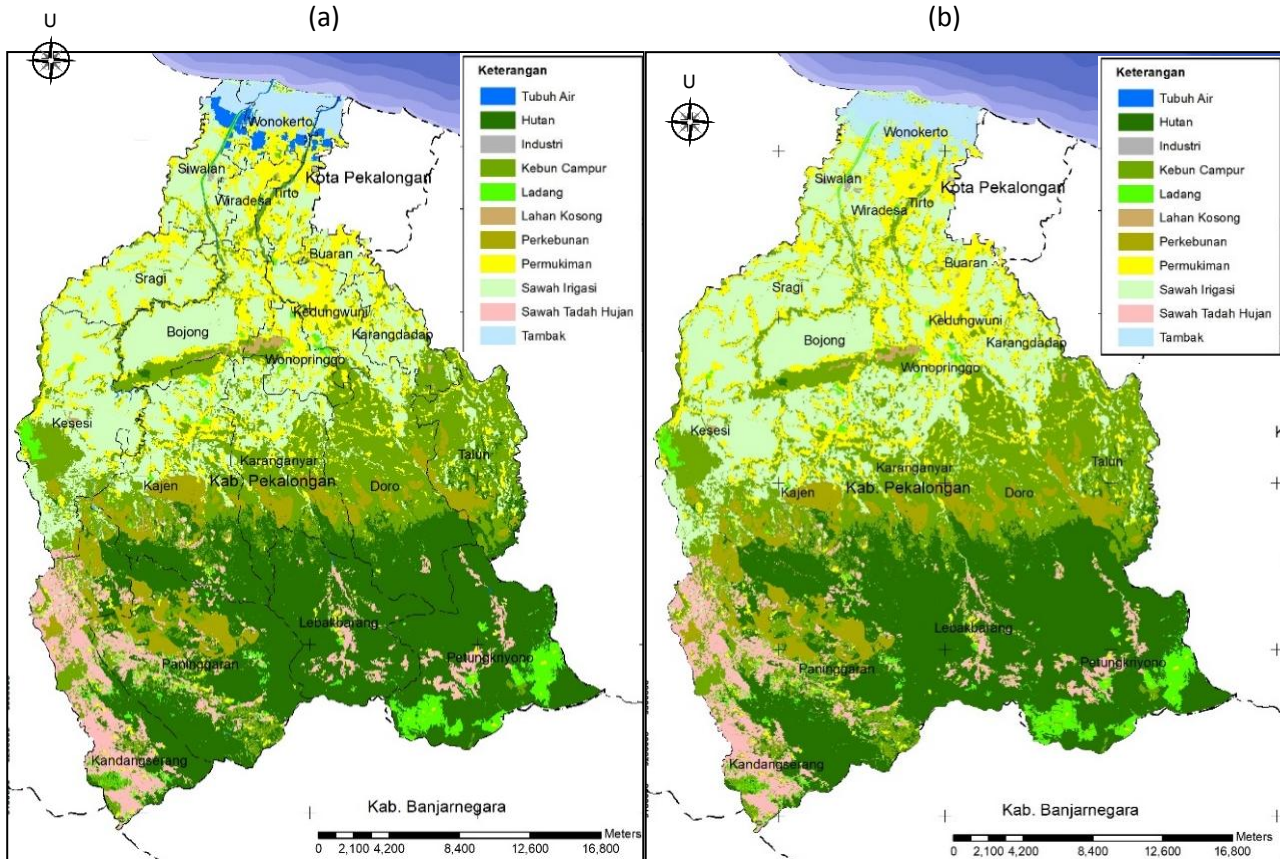 (a)
U
Keterangan
Tubuh Air
Hutan
Industri
Kebun Campur
Ladang
Lahan Kosong
Perkebunan
Permukiman
Sawah Irigasi
Sawah Tadah Hujan
Tambak
Wonokerto
Siwalan
Kota Pekalongan
Wiradesa
Tirto
Buaran
Sragi
Kedungwuni
Bojong
Karangdadap
Wonopringgo
Kesesi
Karanganyar
Talun
Kajen
Kab. Pekalongan
Doro
Lebakbarang
Paninggaran
Petungkriyono
Kandangserang
Kab. Banjarnegara
Meters
0 2,100 4,200 8,400 12,600 16,800
(b)
U
Keterangan
Tubuh Air
Hutan
Industri
Kebun Campur
Ladang
Lahan Kosong
Perkebunan
Permukiman
Sawah Irigasi
Sawah Tadah Hujan
Tambak
Wonokerto
Siwalan
Kota Pekalongan
Wiradesa
Tirto
Buaran
Sragi
Kedungwuni
Bojong
Karangdadap
Wonopringgo
Kesesi
Karanganyar
Talun
Kajen
Kab. Pekalongan
Doro
Lebakbarang
Paninggaran
Petungkriyono
Kandangserang
Kab. Banjarnegara
Meters
0 2,100 4,200 8,400 12,600 16,800